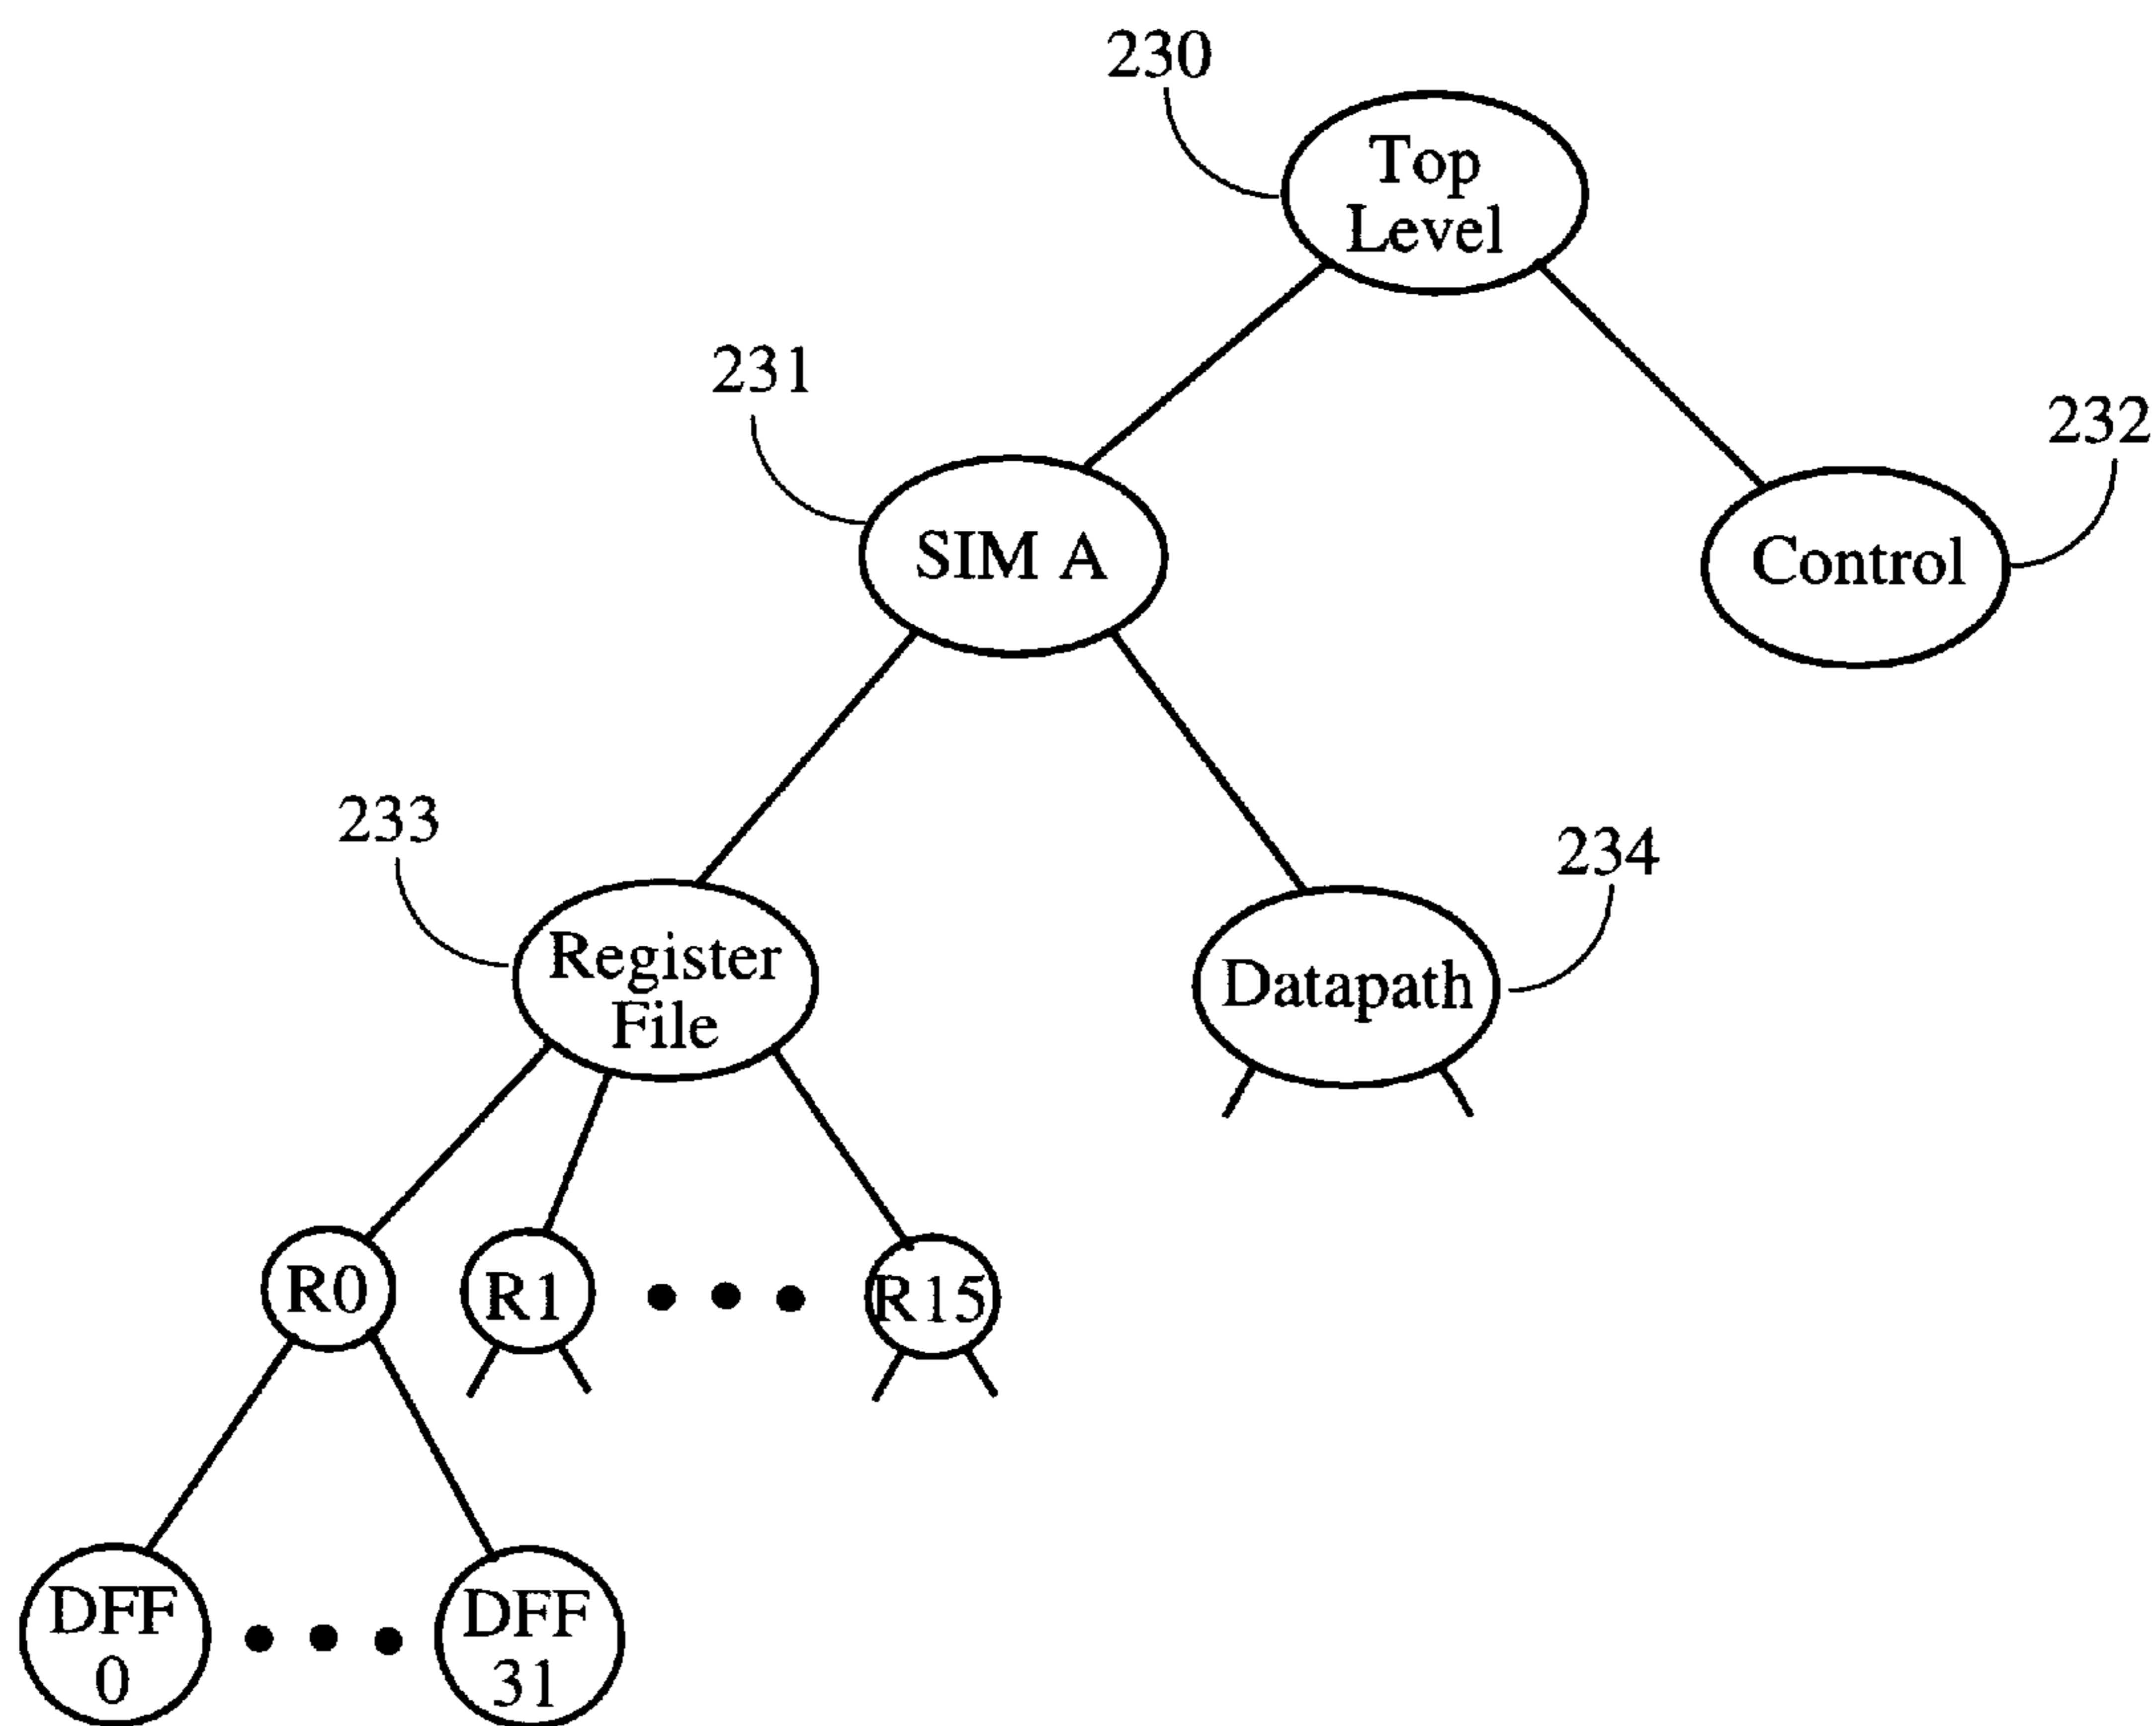 230
Top
Level
231
232
SIM A
Control
233
234
Register
File
Datapath
R0
R1
R15
DFF
0
DFF
31